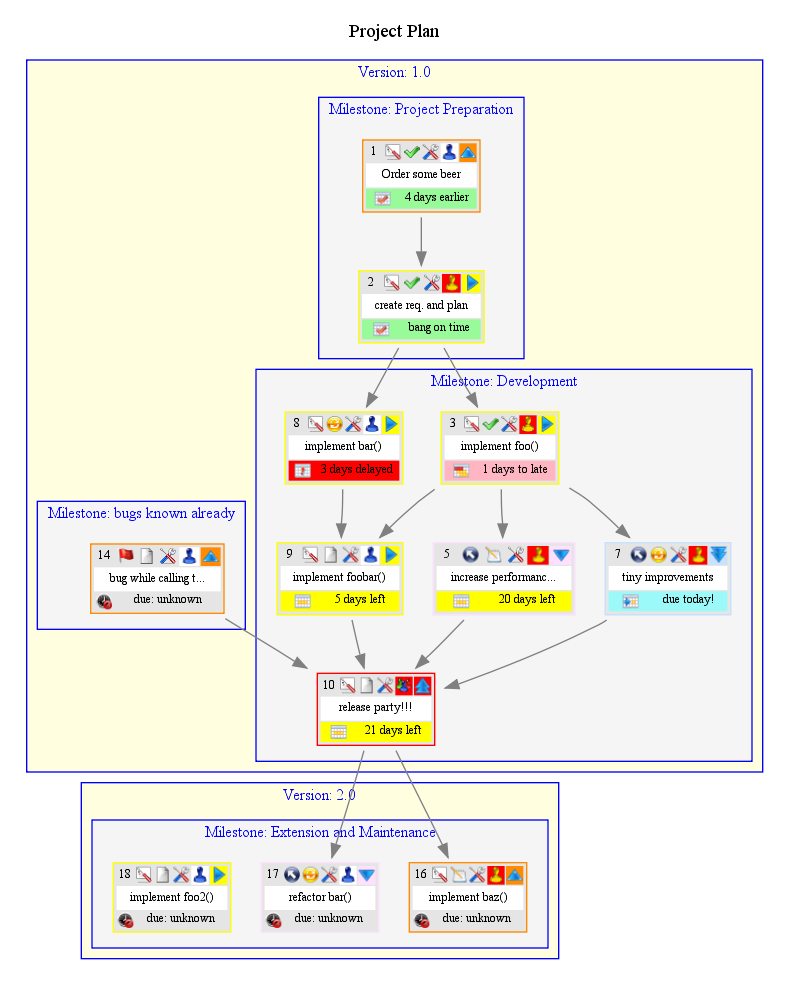 Project Plan
Version: 1.0
Milestone: Project Preparation
1
Order some beer
4 days earlier
2
create req. and plan
bang on time
Milestone: Development
8
implement bar()
3 days delayed
3
implement foo()
1 days to late
Milestone: bugs known already
14
bug while calling t...
due: unknown
9
implement foobar()
5 days left
5
increase performanc...
20 days left
7
tiny improvements
due today!
10
release party!!!
21 days left
Version: 2.0
Milestone: Extension and Maintenance
18
implement foo2()
due: unknown
17
refactor bar()
due: unknown
16
implement baz()
due: unknown